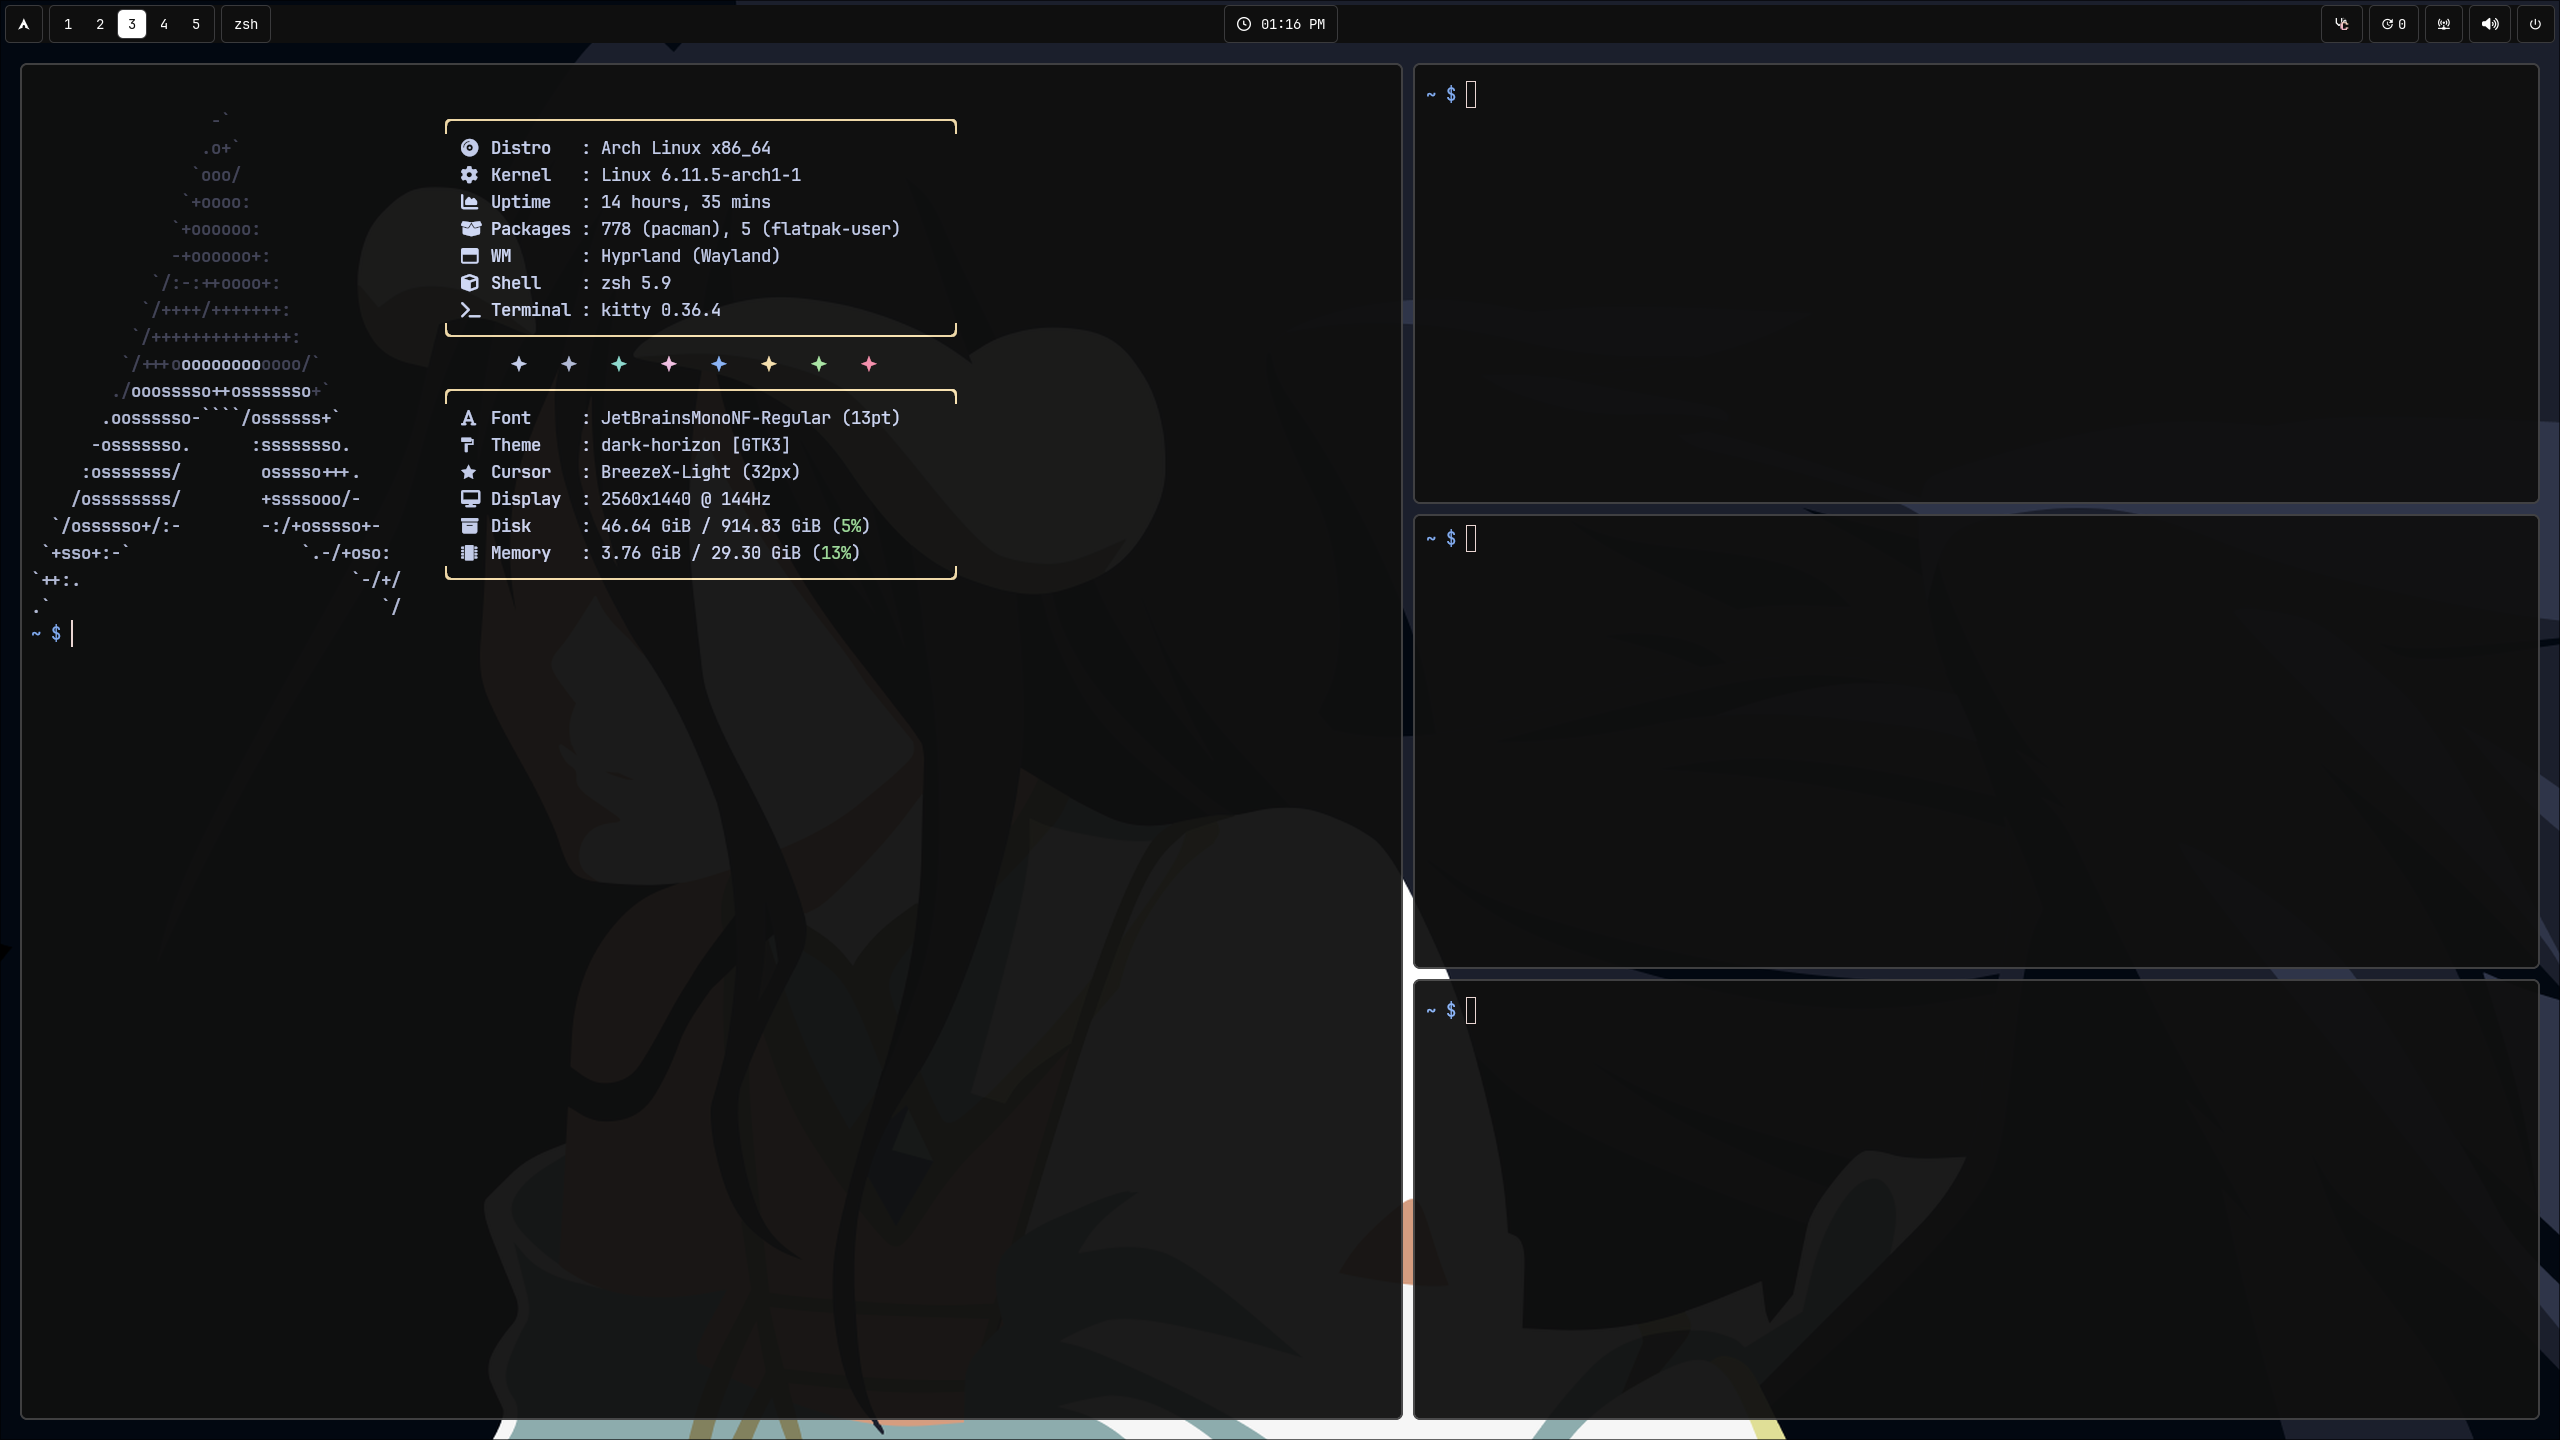 1 2 3 4 5 zsh 01:16 PM 0
-`
.o+`
`ooo/
`+oooo:
`+oooooo:
-+oooooo+:
`/:-:++oooo+:
`/++++/+++++++:
`/++++++++++++++:
`/+++ooooooooooooo/`
./ooosssso++osssssso+`
.oossssso-````/ossssss+`
-osssssso. :ssssssso.
:osssssss/ osssso+++.
/ossssssss/ +ssssooo/-
`/ossssso+/:- -:/+osssso+-
`+sso+:-` `.-/+oso:
`++:. `-/+/
.` `/
Distro : Arch Linux x86_64
Kernel : Linux 6.11.5-arch1-1
Uptime : 14 hours, 35 mins
Packages : 778 (pacman), 5 (flatpak-user)
WM : Hyprland (Wayland)
Shell : zsh 5.9
Terminal : kitty 0.36.4
Font : JetBrainsMonoNF-Regular (13pt)
Theme : dark-horizon [GTK3]
Cursor : BreezeX-Light (32px)
Display : 2560x1440 @ 144Hz
Disk : 46.64 GiB / 914.83 GiB (5%)
Memory : 3.76 GiB / 29.30 GiB (13%)
~ $
~ $
~ $
~ $